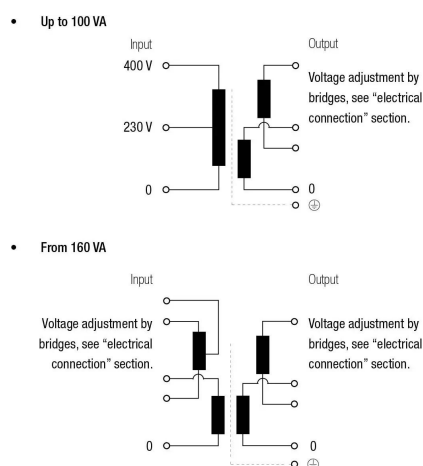 • Up to 100 VA
Input
Output
400 V
Voltage adjustment by
bridges, see “electrical
connection” section.
230 V
0
0
• From 160 VA
Input
Output
Voltage adjustment by
bridges, see “electrical
connection” section.
Voltage adjustment by
bridges, see “electrical
connection” section.
0
0